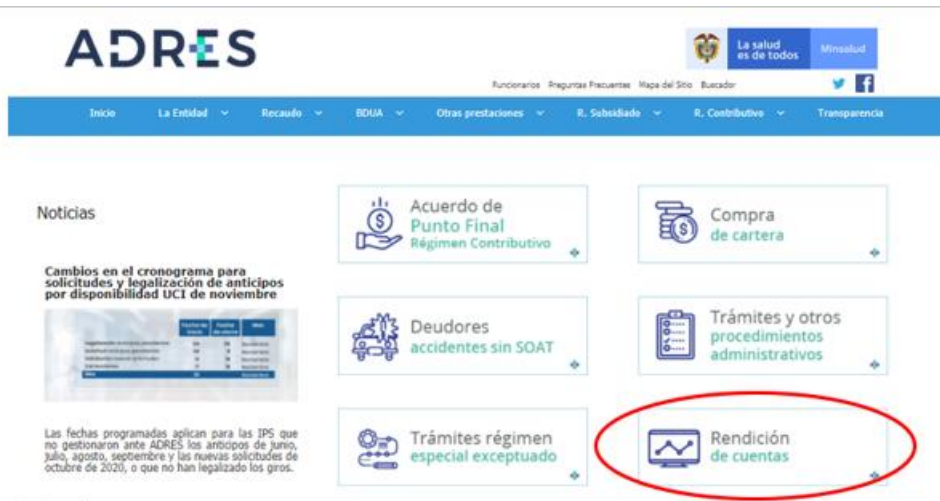 ADRES
La salud
es de todos
Minsalud
Funcionarios Preguntas Frecuentes Mapa del Sitio Buscador
Inicio La Entidad Recaudo BDUA Otras prestaciones R. Subsidiado R. Contributivo Transparencia
Noticias
Cambios en el cronograma para
solicitudes y legalización de anticipos
por disponibilidad UCI de noviembre
Las fechas programadas aplican para las IPS que
no gestionaron ante ADRES los anticipos de junio,
julio, agosto, septiembre y las nuevas solicitudes de
octubre de 2020, o que no han legalizado los giros.
Acuerdo de
Punto Final
Régimen Contributivo
Compra
de cartera
Deudores
accidentes sin SOAT
Trámites y otros
procedimientos
administrativos
Trámites régimen
especial exceptuado
Rendición
de cuentas